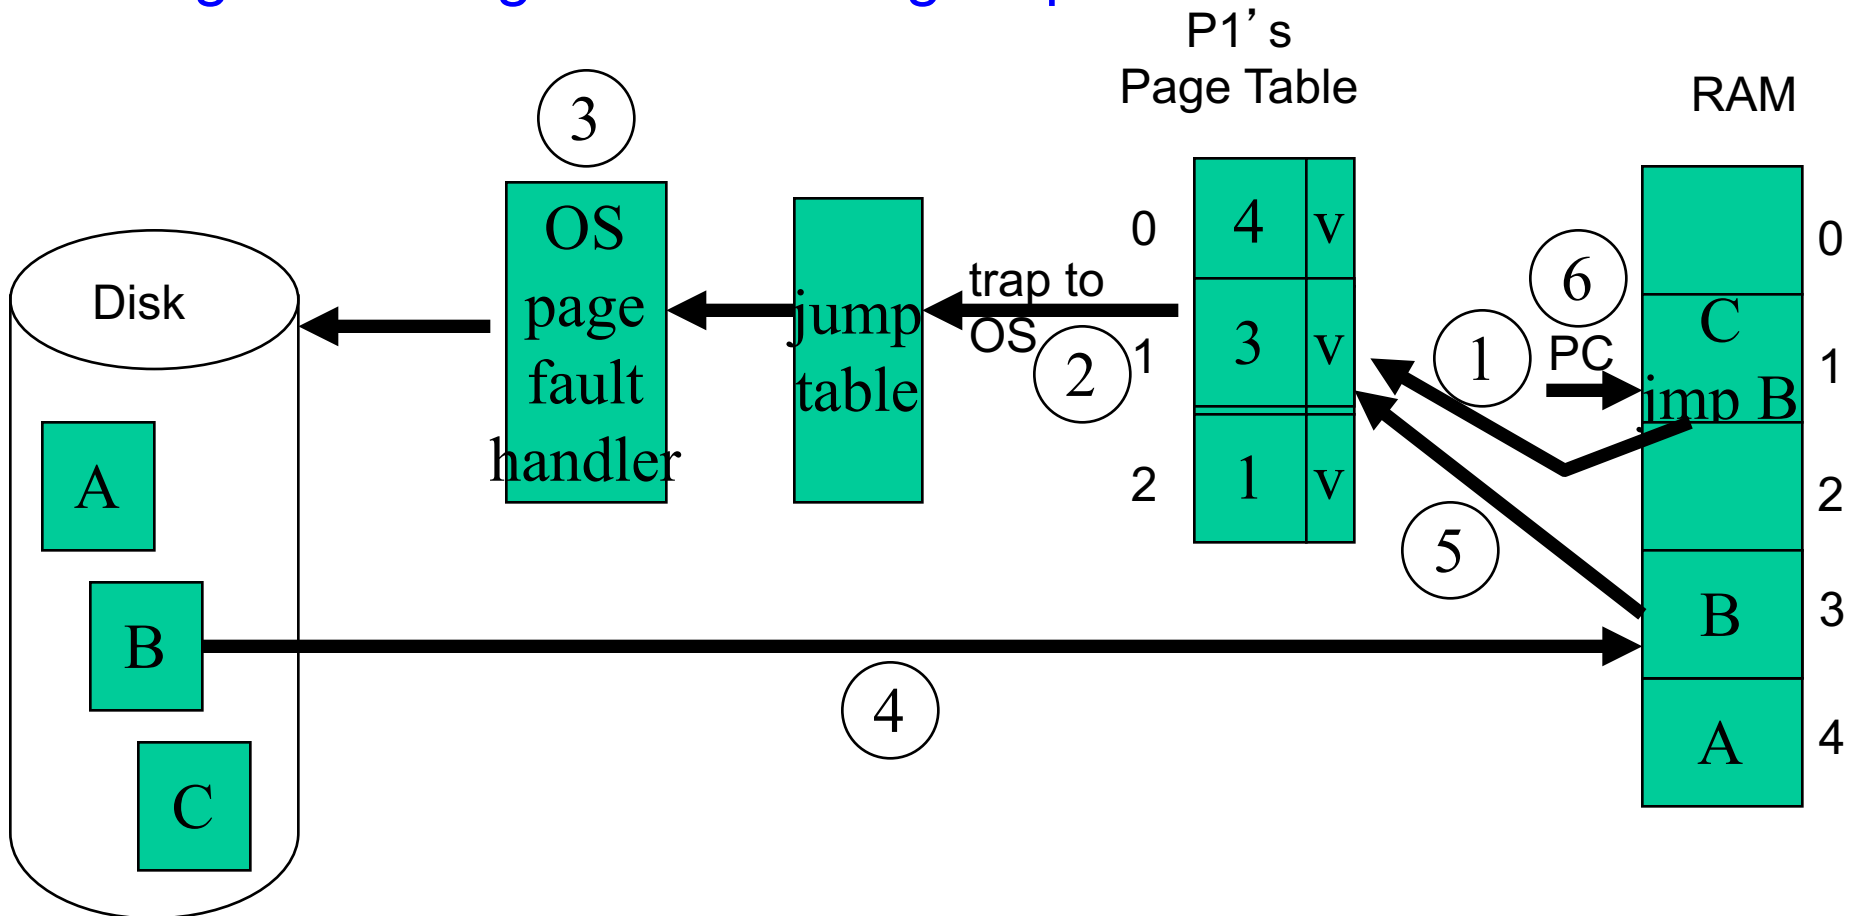 P1's
Page Table
RAM
3
OS
page
fault
handler
jump
table
trap to
OS
2
0
4 v
1
3 v
2
1 v
1
6
PC
C
jmp B
0
1
2
B
3
A
4
5
4
Disk
A
B
C